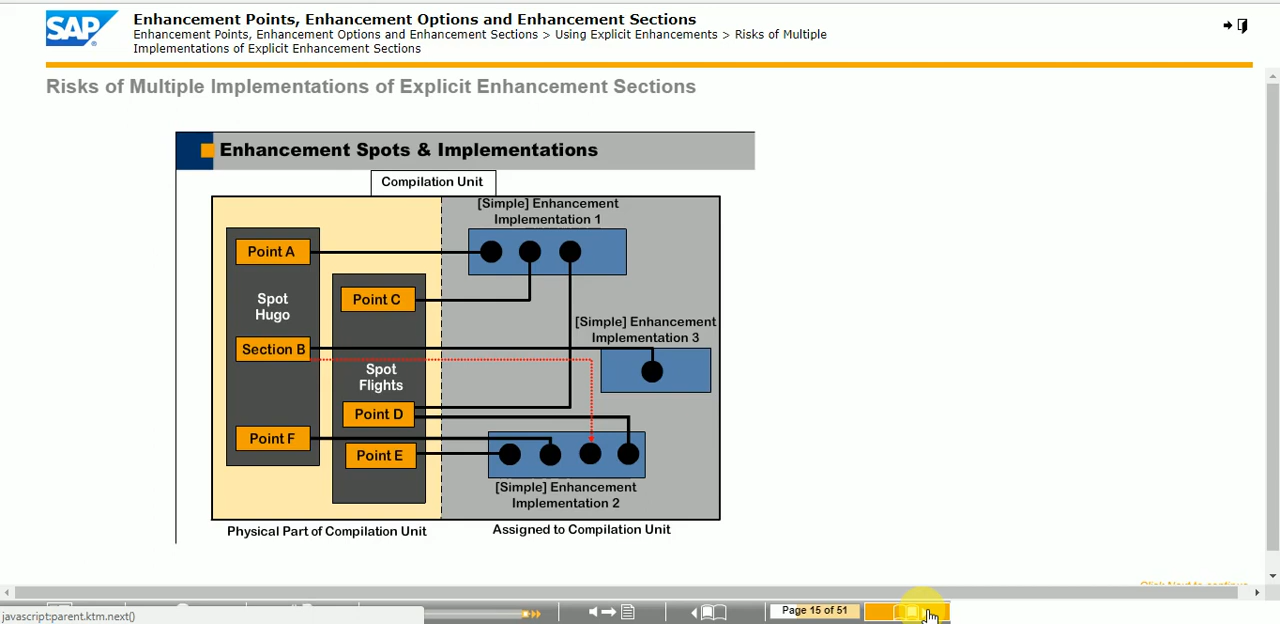 SAP
Enhancement Points, Enhancement Options and Enhancement Sections
Enhancement Points, Enhancement Options and Enhancement Sections > Using Explicit Enhancements > Risks of Multiple
Implementations of Explicit Enhancement Sections
Risks of Multiple Implementations of Explicit Enhancement Sections
Enhancement Spots & Implementations
Compilation Unit
[Simple] Enhancement
Implementation 1
Point A
Point C
Spot
Hugo
[Simple] Enhancement
Implementation 3
Section B
Spot
Flights
Point D
Point F
Point E
[Simple] Enhancement
Implementation 2
Physical Part of Compilation Unit
Assigned to Compilation Unit
Click Next to continue
Page 15 of 51
javascript:parent.ktm.next()